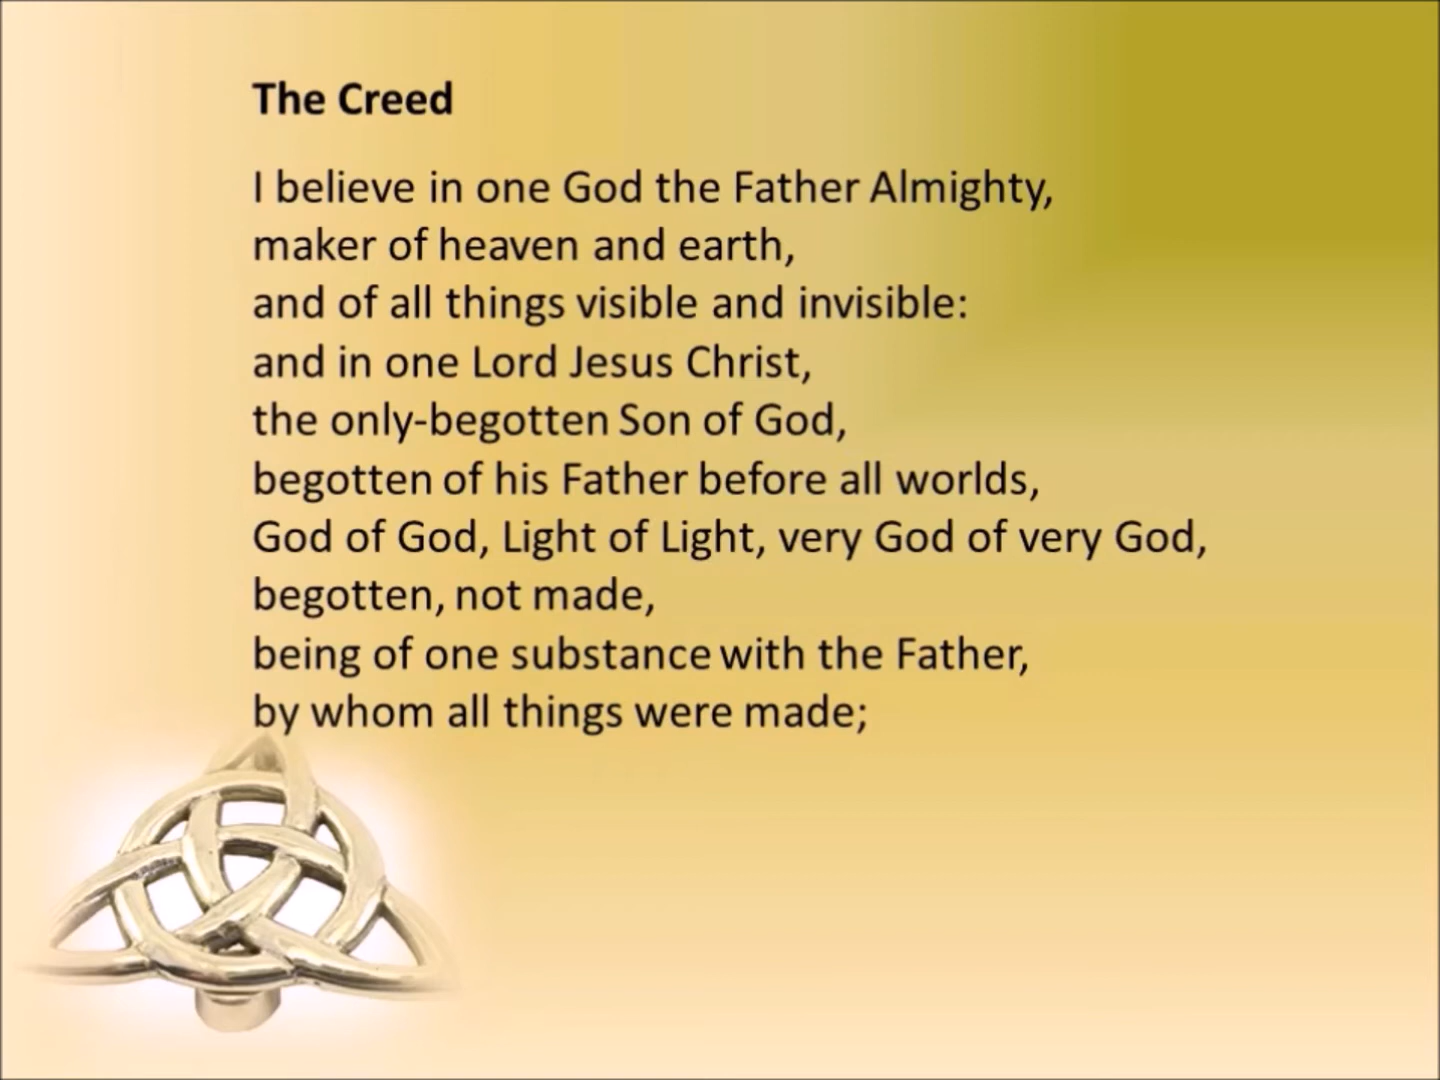 The Creed
I believe in one God the Father Almighty,
maker of heaven and earth,
and of all things visible and invisible:
and in one Lord Jesus Christ,
the only-begotten Son of God,
begotten of his Father before all worlds,
God of God, Light of Light, very God of very God,
begotten, not made,
being of one substance with the Father,
by whom all things were made;